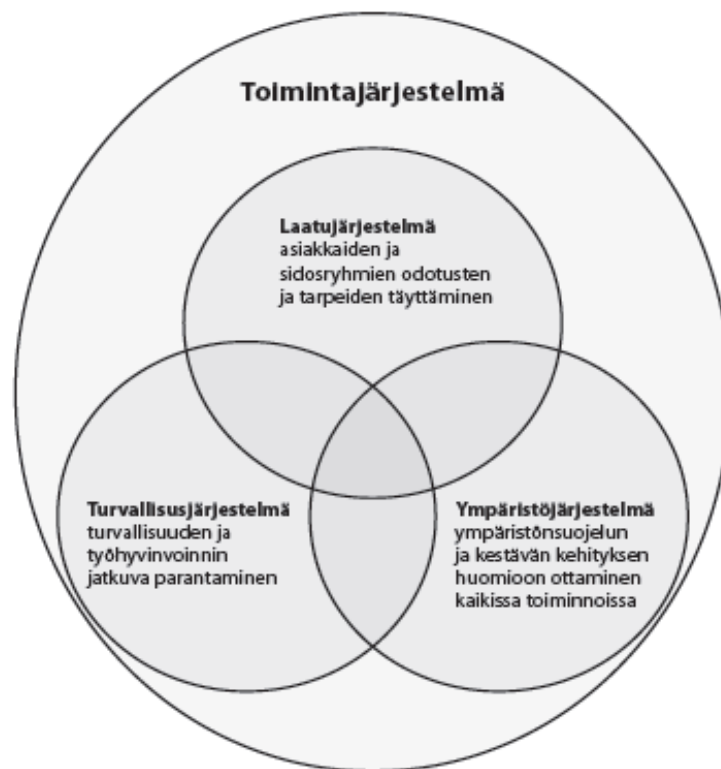 Toimintajärjestelmä
Laatujärjestelmä
asiakkaiden ja
sidosryhmien odotusten
ja tarpeiden täyttäminen
Turvallisusjärjestelmä
turvallisuuden ja
työhyvinvoinnin
jatkuva parantaminen
Ympäristöjärjestelmä
ympäristönsuojelun
ja kestävän kehityksen
huomioon ottaminen
kaikissa toiminnoissa